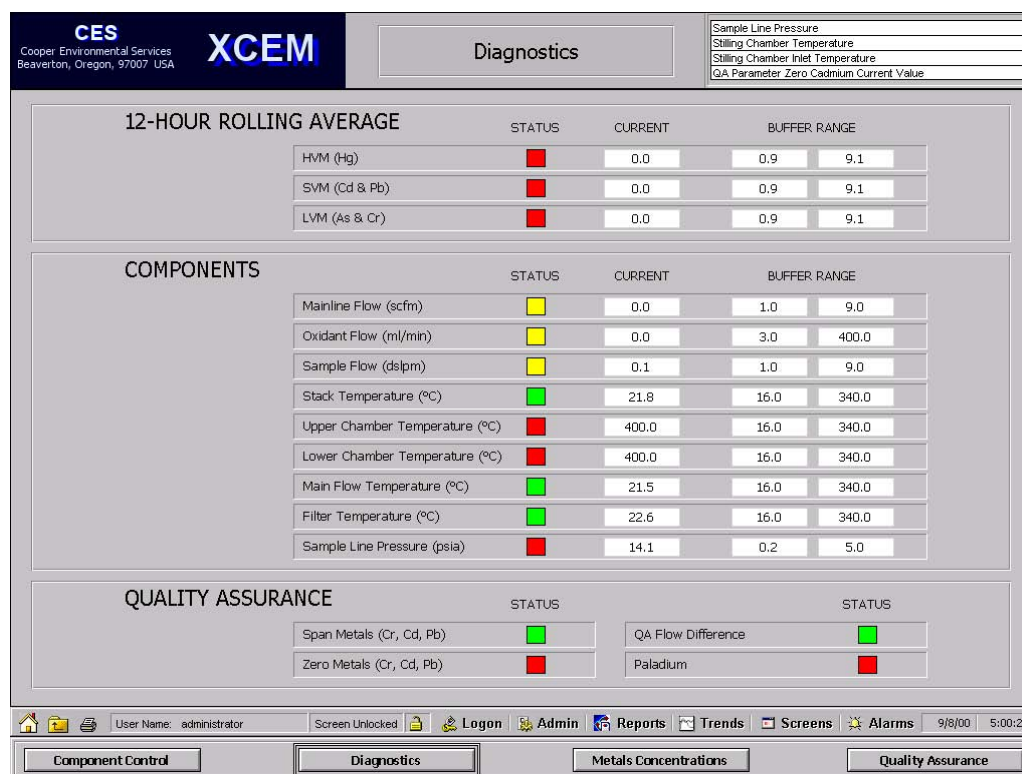 CES
Cooper Environmental Services
Beaverton, Oregon, 97007 USA
XCEM
Diagnostics
Sample Line Pressure
Stilling Chamber Temperature
Stilling Chamber Inlet Temperature
QA Parameter Zero Cadmium Current Value
12-HOUR ROLLING AVERAGE STATUS CURRENT BUFFER RANGE
HVM (Hg) 0.0 0.9 9.1
SVM (Cd & Pb) 0.0 0.9 9.1
LVM (As & Cr) 0.0 0.9 9.1
COMPONENTS STATUS CURRENT BUFFER RANGE
Mainline Flow (scfm) 0.0 1.0 9.0
Oxidant Flow (ml/min) 0.0 3.0 400.0
Sample Flow (dslpm) 0.1 1.0 9.0
Stack Temperature (ºC) 21.8 16.0 340.0
Upper Chamber Temperature (ºC) 400.0 16.0 340.0
Lower Chamber Temperature (ºC) 400.0 16.0 340.0
Main Flow Temperature (ºC) 21.5 16.0 340.0
Filter Temperature (ºC) 22.6 16.0 340.0
Sample Line Pressure (psia) 14.1 0.2 5.0
QUALITY ASSURANCE STATUS STATUS
Span Metals (Cr, Cd, Pb) QA Flow Difference
Zero Metals (Cr, Cd, Pb) Paladium
User Name: administrator Screen Unlocked Logon Admin Reports Trends Screens Alarms 9/8/00 5:00:2
Component Control Diagnostics Metals Concentrations Quality Assurance